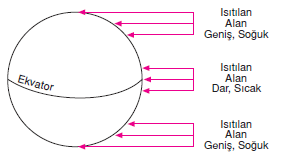 Isıtılan
Alan
Geniş, Soğuk
Ekvator
Isıtılan
Alan
Dar, Sıcak
Isıtılan
Alan
Geniş, Soğuk